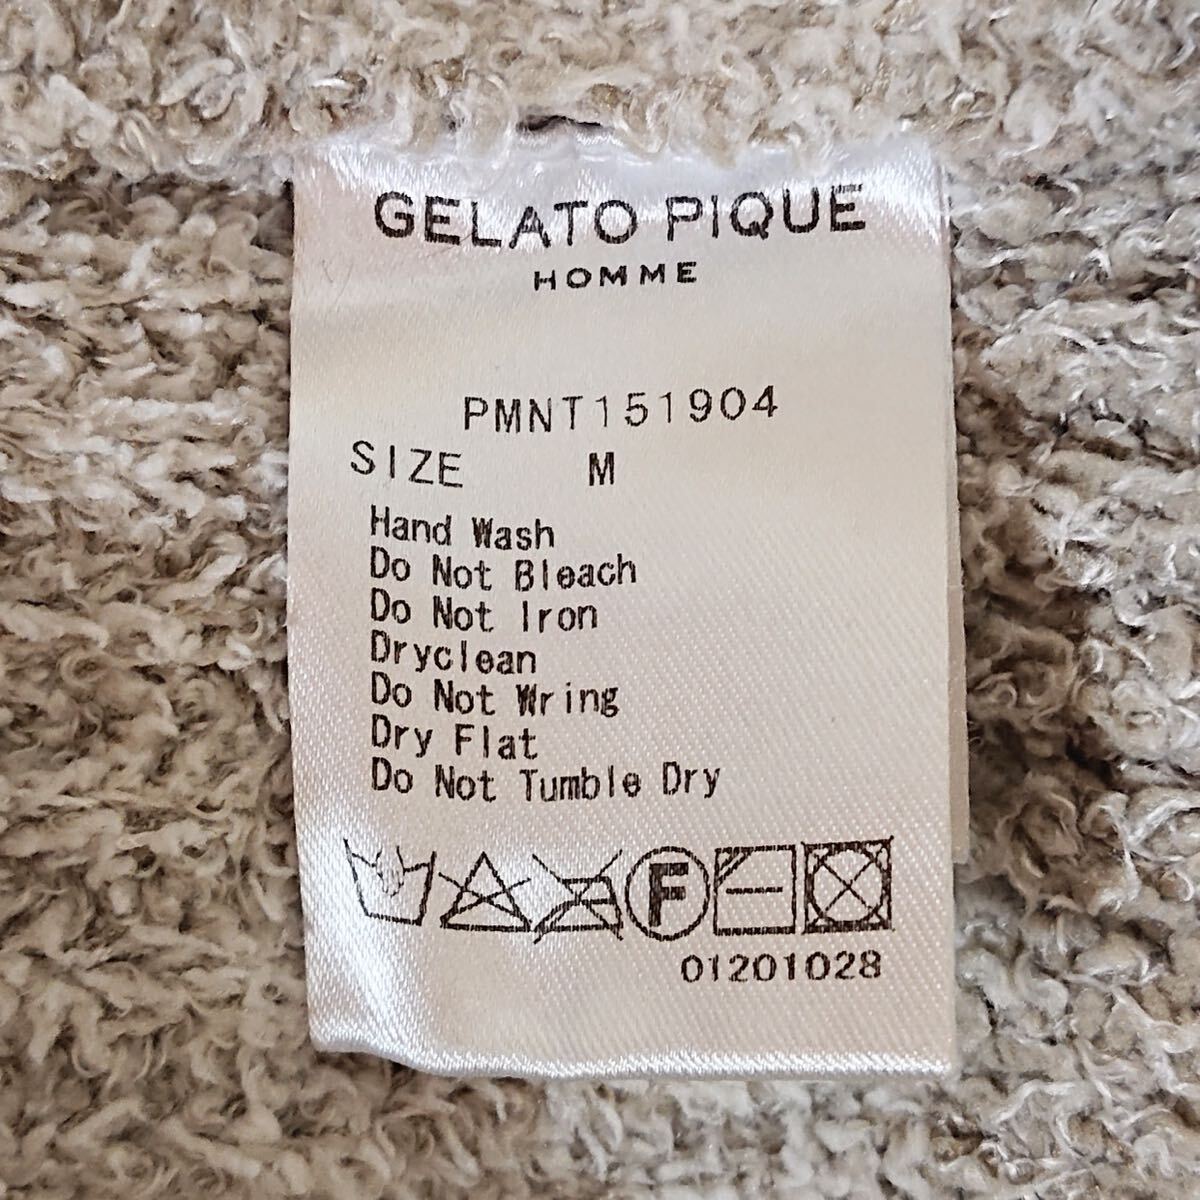 GELATO PIQUE
HOMME
PMNT151904
SIZE M
Hand Wash
Do Not Bleach
Do Not Iron
Dryclean
Do Not Wring
Dry Flat
Do Not Tumble Dry
F
01201028